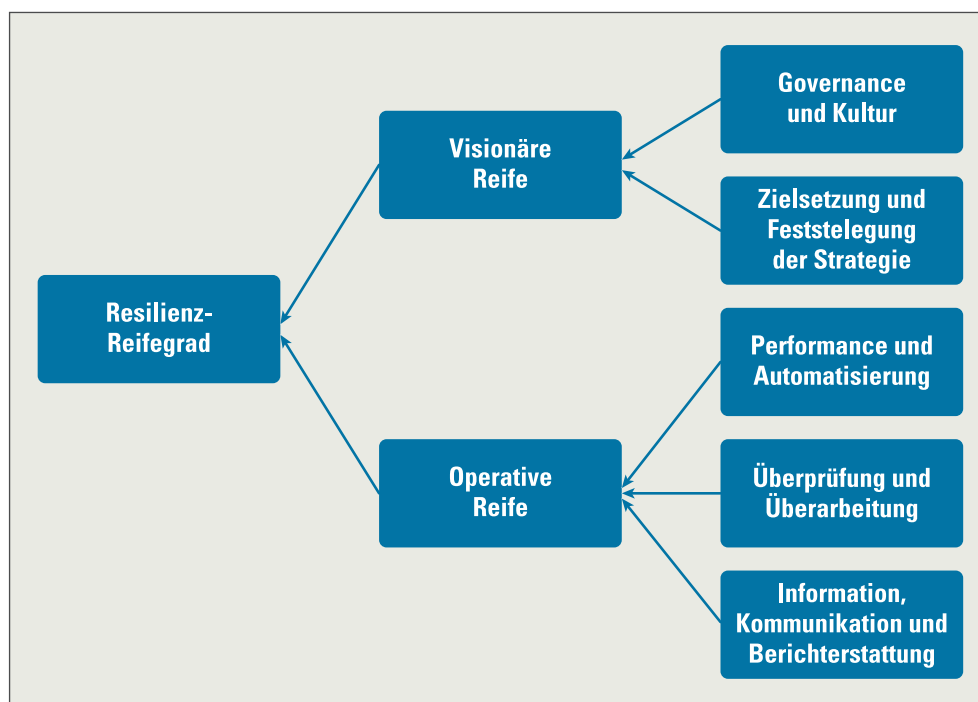 Governance
und Kultur
Visionäre
Reife
Zielsetzung und
Feststelegung
der Strategie
Resilienz-
Reifegrad
Performance und
Automatisierung
Operative
Reife
Überprüfung und
Überarbeitung
Information,
Kommunikation und
Berichterstattung